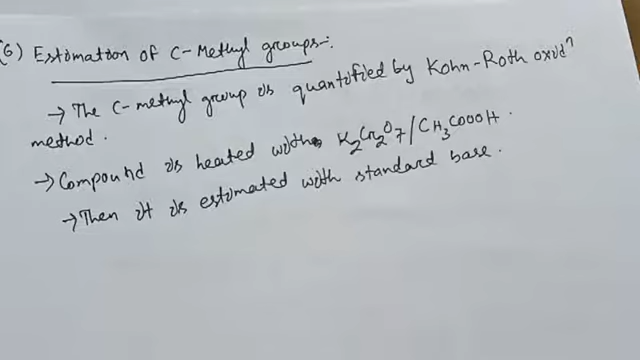 (6) Estimation of C-Methyl groups-:
→ The C-methyl group is quantified by Kohn-Roth oxid?
method.
→ Compound is heated with K2Cr2O7/CH3COOOH.
→ Then it is estimated with standard base.